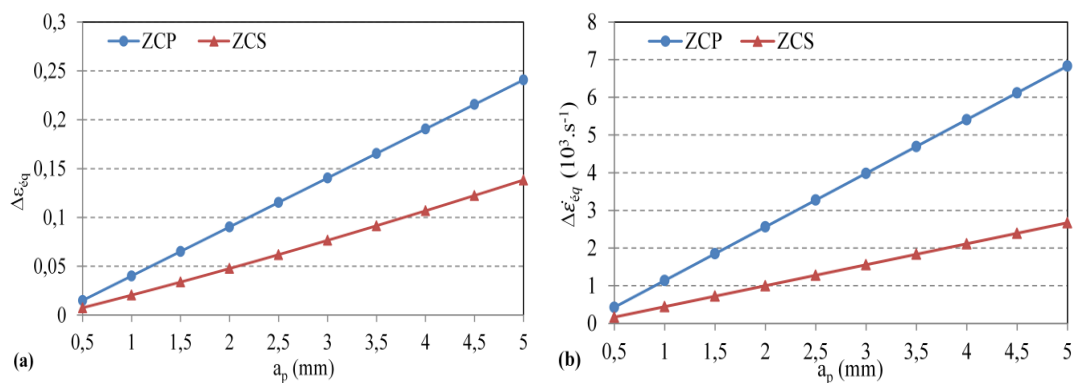 0,3
0,25
0,2
0,15
0,1
0,05
0
Δε_éq
ZCP
ZCS
0,5 1 1,5 2 2,5 3 3,5 4 4,5 5
a_p (mm)
(a)
8
7
6
5
4
3
2
1
0
Δε̇_éq (10³.s⁻¹)
ZCP
ZCS
0,5 1 1,5 2 2,5 3 3,5 4 4,5 5
a_p (mm)
(b)